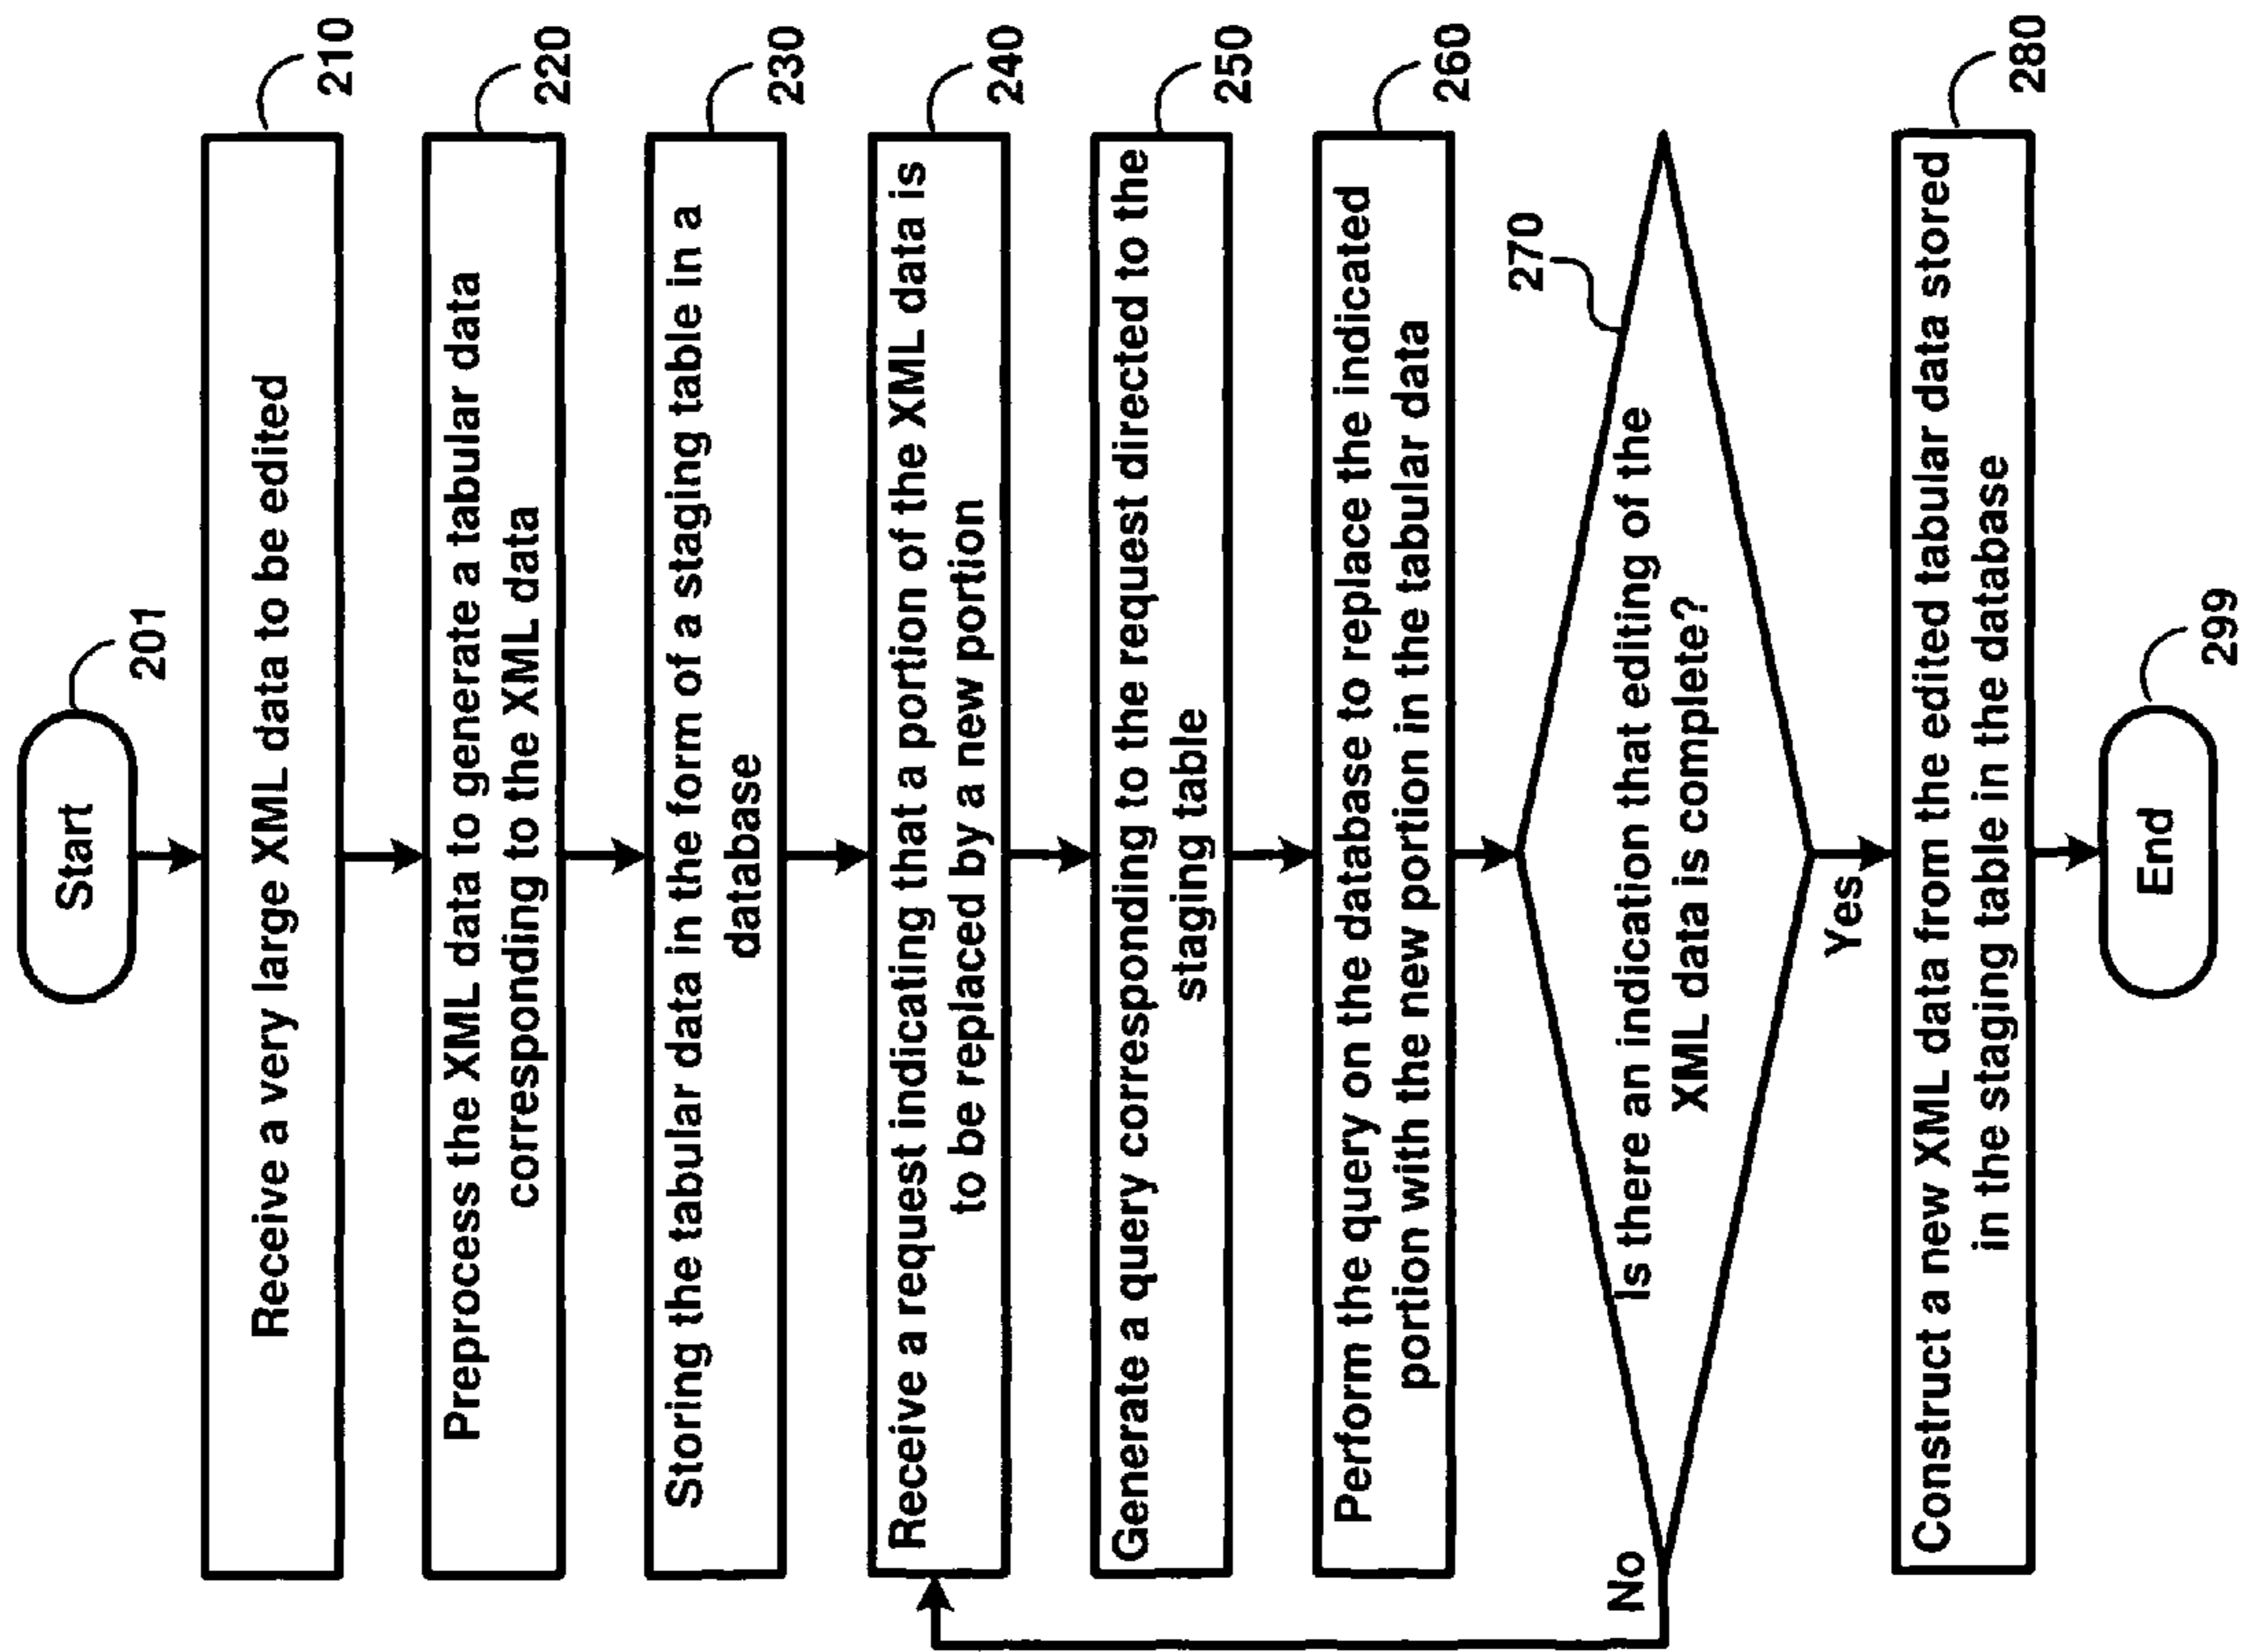 Start
201
Receive a very large XML data to be edited
210
Preprocess the XML data to generate a tabular data
corresponding to the XML data
220
Storing the tabular data in the form of a staging table in a
database
230
Receive a request indicating that a portion of the XML data is
to be replaced by a new portion
240
Generate a query corresponding to the request directed to the
staging table
250
Perform the query on the database to replace the indicated
portion with the new portion in the tabular data
260
270
Is there an indication that editing of the
XML data is complete?
No
Yes
Construct a new XML data from the edited tabular data stored
in the staging table in the database
280
End
299